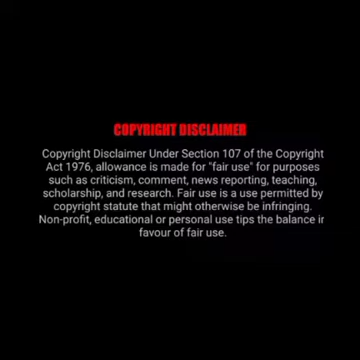 COPYRIGHT DISCLAIMER
Copyright Disclaimer Under Section 107 of the Copyright
Act 1976, allowance is made for "fair use" for purposes
such as criticism, comment, news reporting, teaching,
scholarship, and research. Fair use is a use permitted by
copyright statute that might otherwise be infringing.
Non-profit, educational or personal use tips the balance in
favour of fair use.